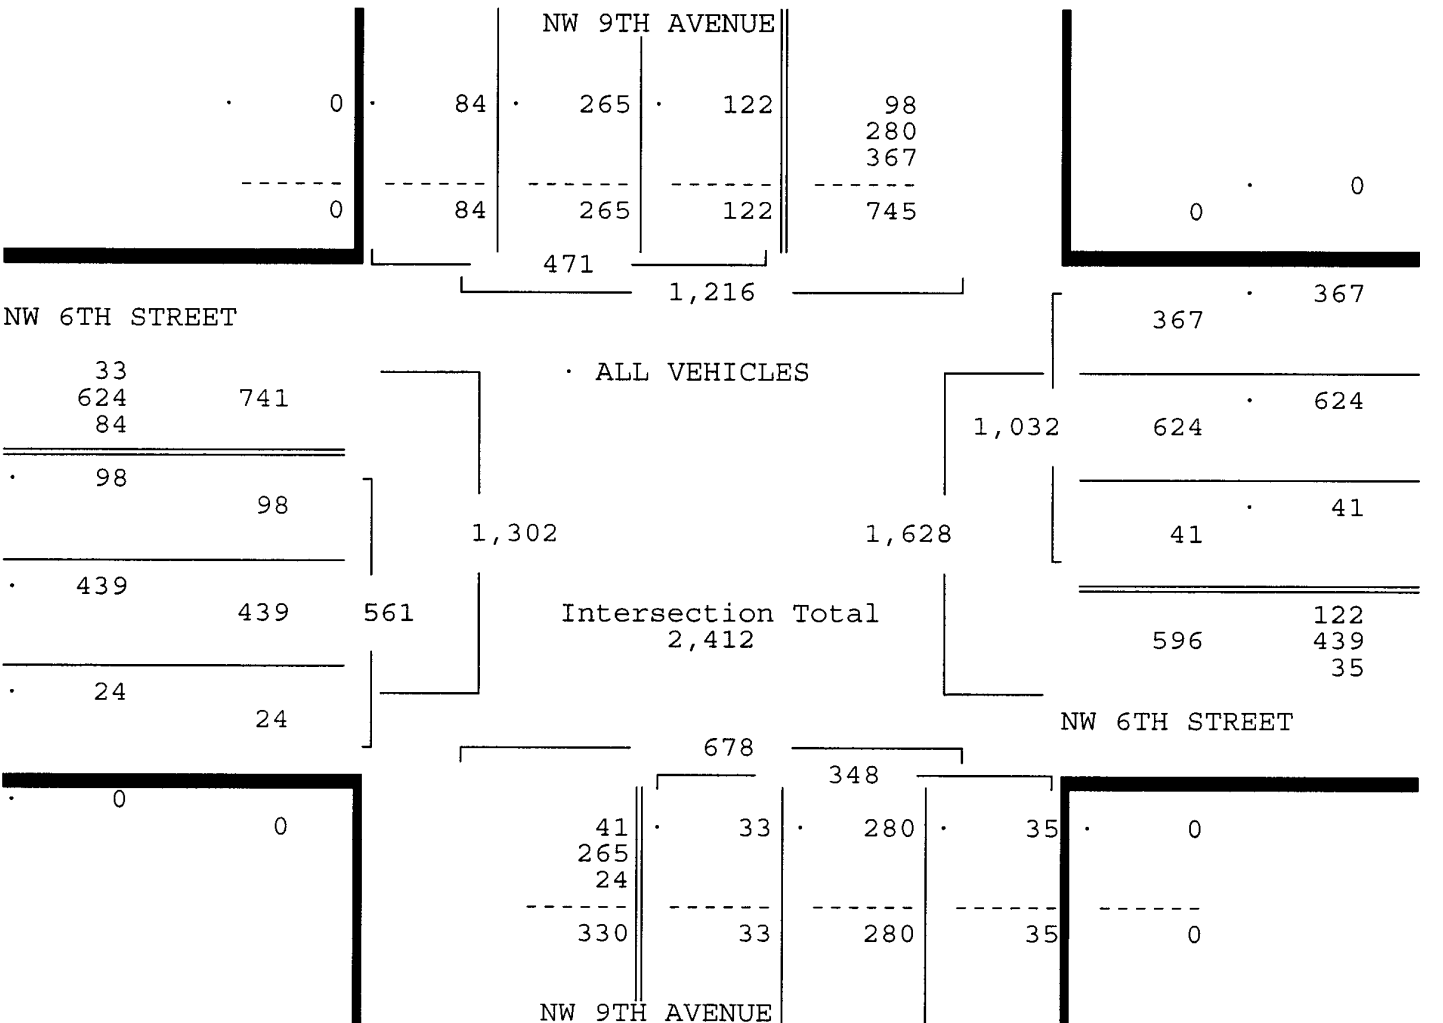 NW 9TH AVENUE
· 0 · 84 · 265 · 122 98
280
367
· 0
------ ------ ------ ------ ------
0 84 265 122 745
0
471
1,216
· 367
367
NW 6TH STREET
33
· ALL VEHICLES
624 741
· 624
84
1,032 624
· 98
98
· 41
1,302 1,628 41
· 439
439 561 Intersection Total
122
2,412
596 439
35
· 24
24
NW 6TH STREET
678
348
· 0
0
41 · 33 · 280 · 35 · 0
265
24
------ ------ ------ ------ ------
330 33 280 35 0
NW 9TH AVENUE